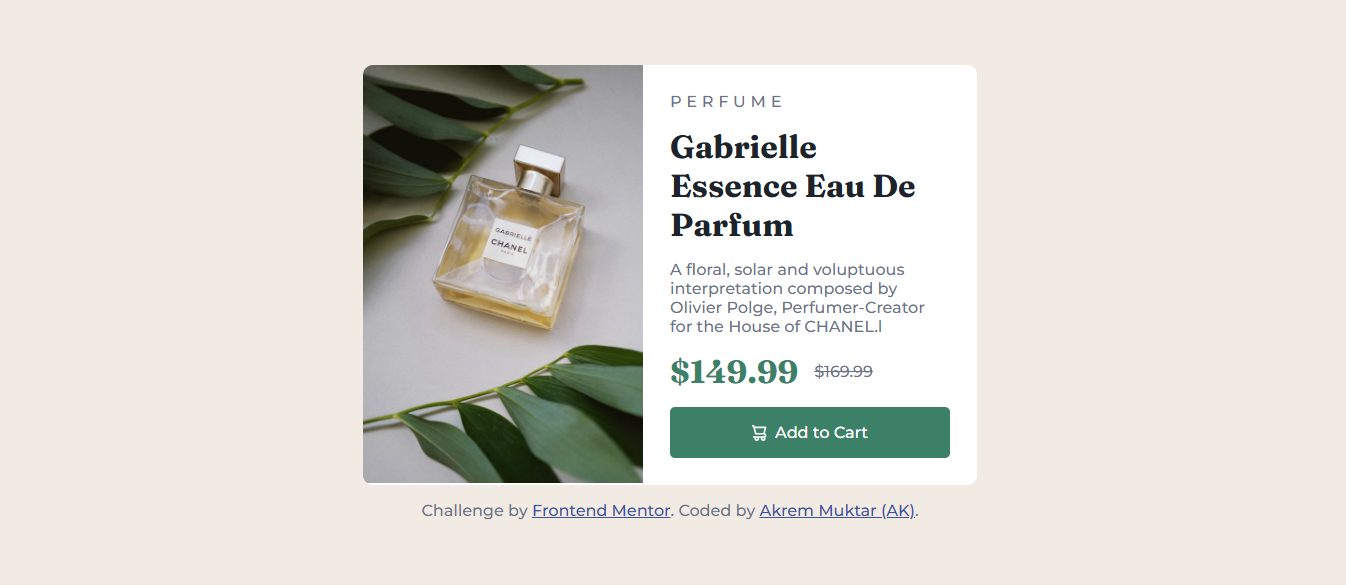 PERFUME
Gabrielle
Essence Eau De
Parfum
A floral, solar and voluptuous
interpretation composed by
Olivier Polge, Perfumer-Creator
for the House of CHANEL.l
$149.99 $169.99
Add to Cart
GABRIELLE
CHANEL
PARIS
Challenge by Frontend Mentor. Coded by Akrem Muktar (AK).